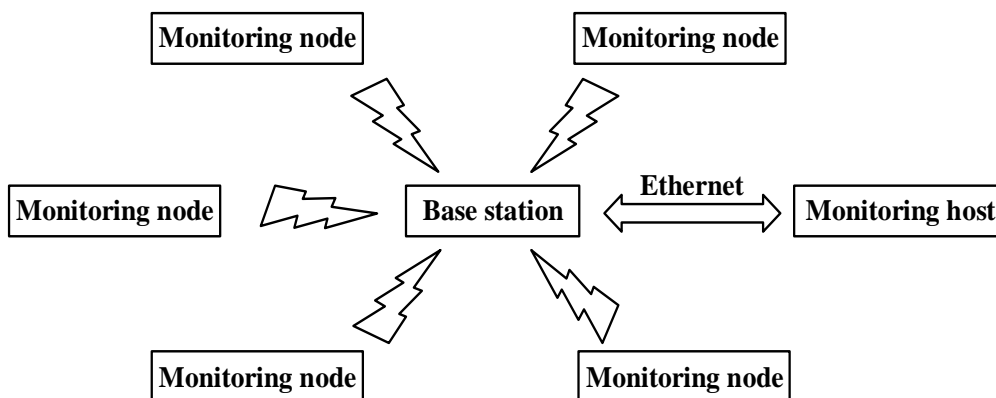 Monitoring node
Monitoring node
Ethernet
Monitoring node
Base station
Monitoring host
Monitoring node
Monitoring node